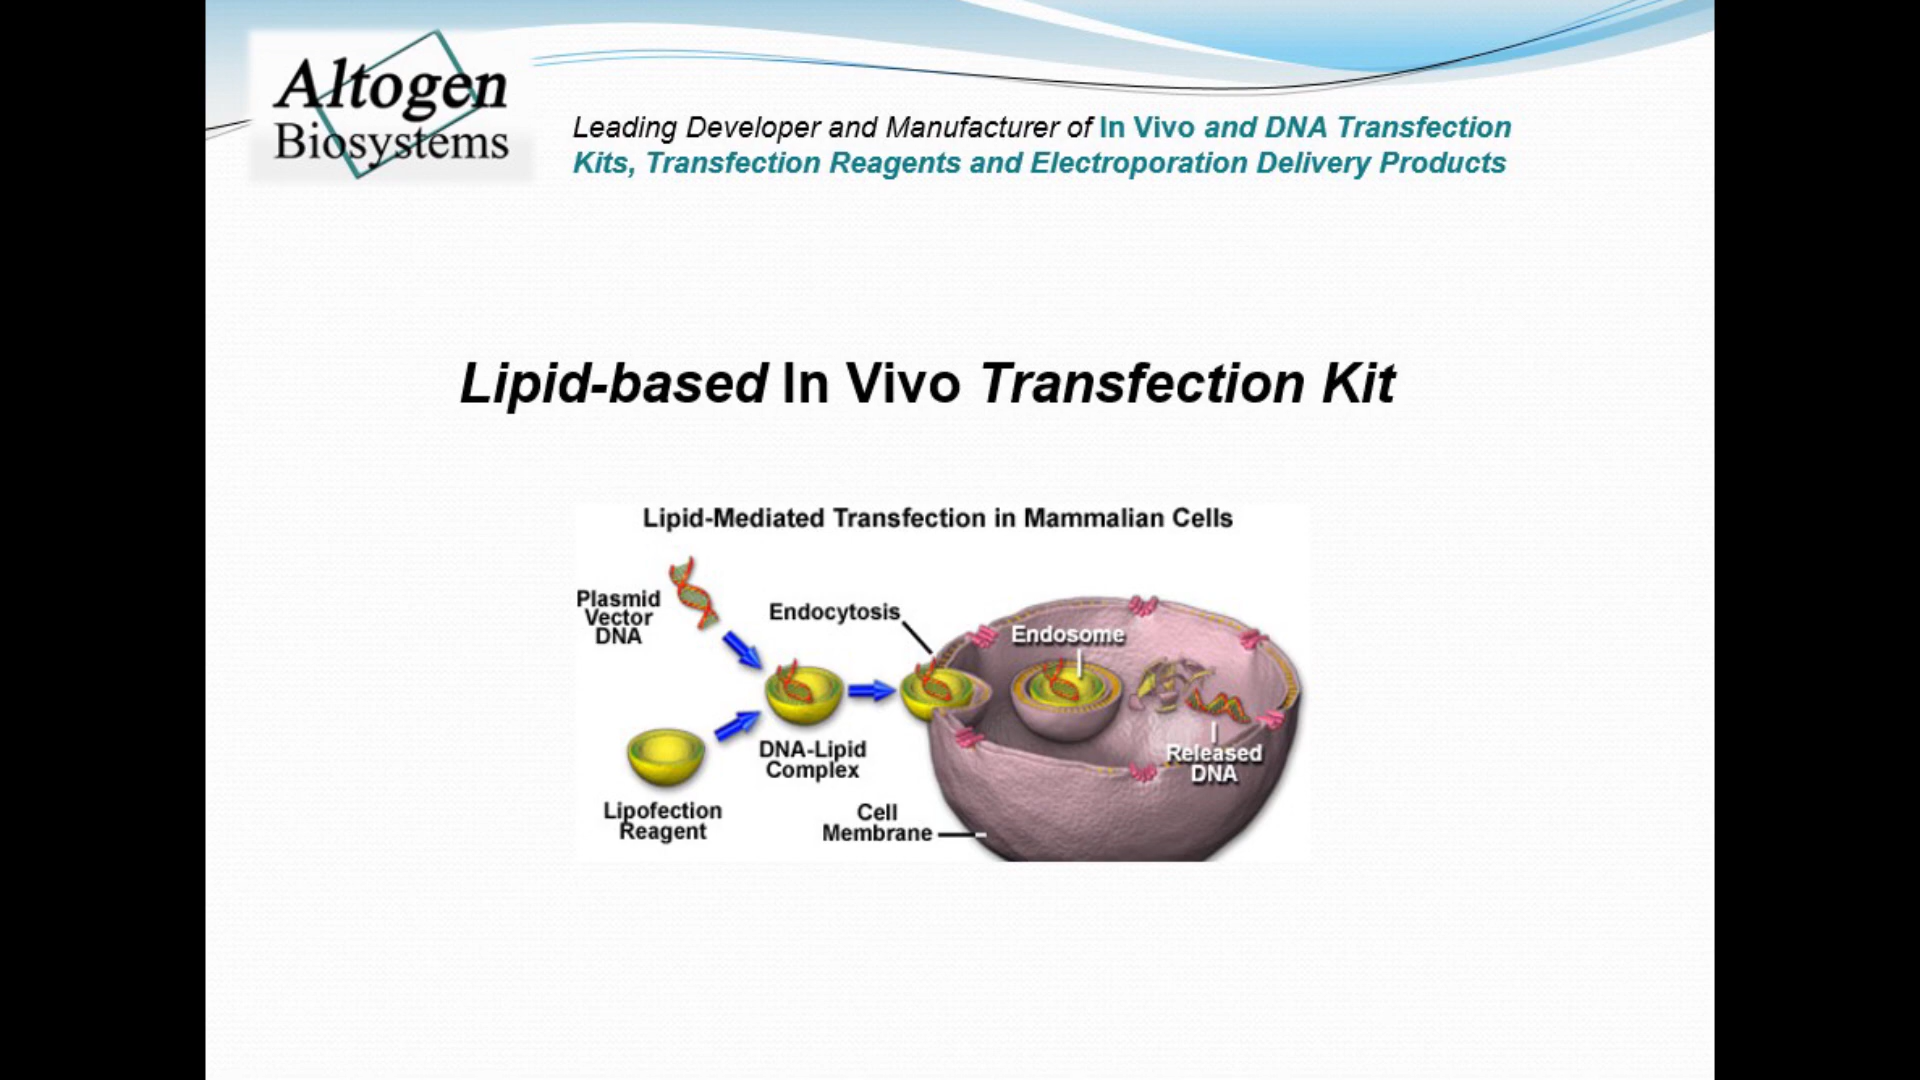 Altogen
Biosystems
Leading Developer and Manufacturer of In Vivo and DNA Transfection
Kits, Transfection Reagents and Electroporation Delivery Products
Lipid-based In Vivo Transfection Kit
Lipid-Mediated Transfection in Mammalian Cells
Plasmid
Vector
DNA
Endocytosis
Endosome
DNA-Lipid
Complex
Released
DNA
Lipofection
Reagent
Cell
Membrane